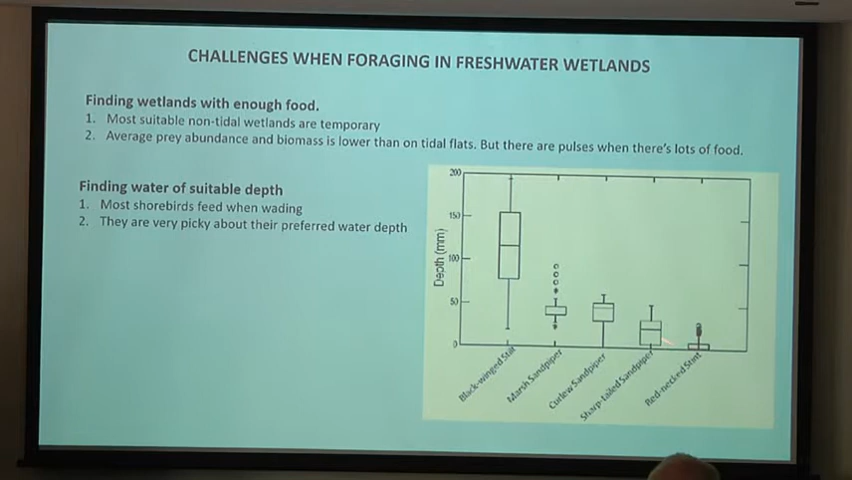 CHALLENGES WHEN FORAGING IN FRESHWATER WETLANDS
Finding wetlands with enough food.
1. Most suitable non-tidal wetlands are temporary
2. Average prey abundance and biomass is lower than on tidal flats. But there are pulses when there's lots of food.
Finding water of suitable depth
1. Most shorebirds feed when wading
2. They are very picky about their preferred water depth
Depth (mm)
200
150
100
50
0
Black-winged Stilt
Marsh Sandpiper
Curlew Sandpiper
Sharp-tailed Sandpiper
Red-necked Stint